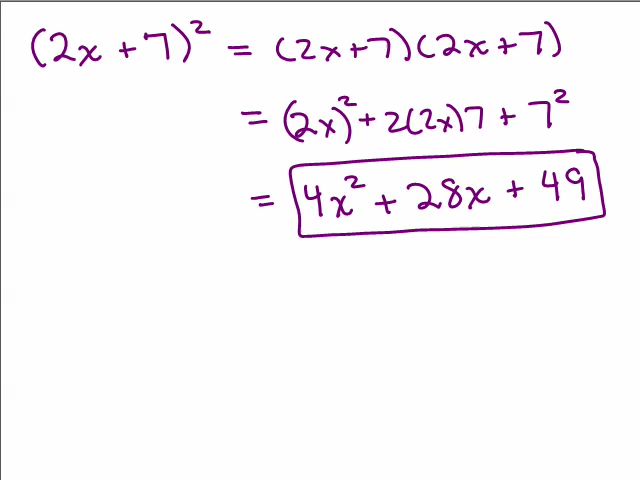 (2x + 7)² = (2x+7)(2x+7)
= (2x)² + 2(2x)7 + 7²
= 4x² + 28x + 49